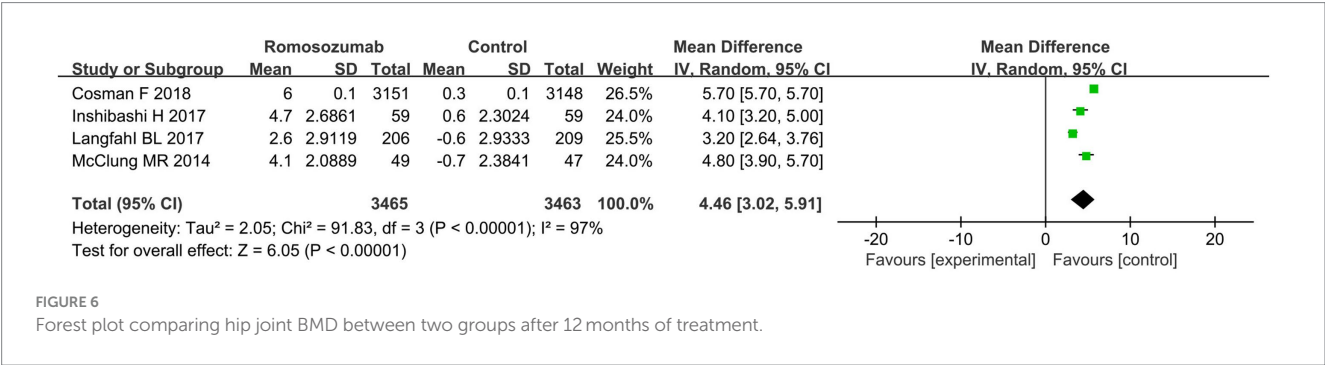 Romosozumab Control Mean Difference Mean Difference
Study or Subgroup Mean SD Total Mean SD Total Weight IV, Random, 95% CI IV, Random, 95% CI
Cosman F 2018 6 0.1 3151 0.3 0.1 3148 26.5% 5.70 [5.70, 5.70]
Inshibashi H 2017 4.7 2.6861 59 0.6 2.3024 59 24.0% 4.10 [3.20, 5.00]
Langfahl BL 2017 2.6 2.9119 206 -0.6 2.9333 209 25.5% 3.20 [2.64, 3.76]
McClung MR 2014 4.1 2.0889 49 -0.7 2.3841 47 24.0% 4.80 [3.90, 5.70]
Total (95% CI) 3465 3463 100.0% 4.46 [3.02, 5.91]
Heterogeneity: Tau² = 2.05; Chi² = 91.83, df = 3 (P < 0.00001); I² = 97%
Test for overall effect: Z = 6.05 (P < 0.00001)
-20 -10 0 10 20
Favours [experimental] Favours [control]
FIGURE 6
Forest plot comparing hip joint BMD between two groups after 12 months of treatment.